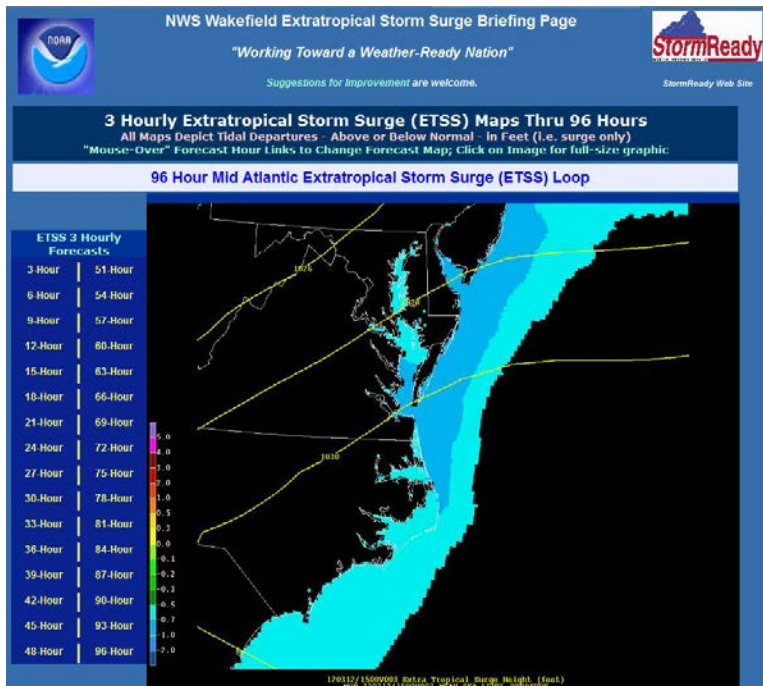 NOAA
NWS Wakefield Extratropical Storm Surge Briefing Page
"Working Toward a Weather-Ready Nation"
Suggestions for Improvement are welcome.
StormReady
StormReady Web Site
3 Hourly Extratropical Storm Surge (ETSS) Maps Thru 96 Hours
All Maps Depict Tidal Departures - Above or Below Normal - in Feet (i.e. surge only)
"Mouse-Over" Forecast Hour Links to Change Forecast Map; Click on Image for full-size graphic
96 Hour Mid Atlantic Extratropical Storm Surge (ETSS) Loop
ETSS 3 Hourly
Forecasts
3-Hour 51-Hour
6-Hour 54-Hour
9-Hour 57-Hour
12-Hour 60-Hour
15-Hour 63-Hour
18-Hour 66-Hour
21-Hour 69-Hour
24-Hour 72-Hour
27-Hour 75-Hour
30-Hour 78-Hour
33-Hour 81-Hour
36-Hour 84-Hour
39-Hour 87-Hour
42-Hour 90-Hour
45-Hour 93-Hour
48-Hour 96-Hour
1026
1030
5.0
4.0
3.0
2.0
1.0
0.5
0.3
0.0
-0.1
-0.2
-0.3
-0.5
-0.7
-1.0
-2.0
120312/1500V003 Extra Tropical Surge Height (feet)